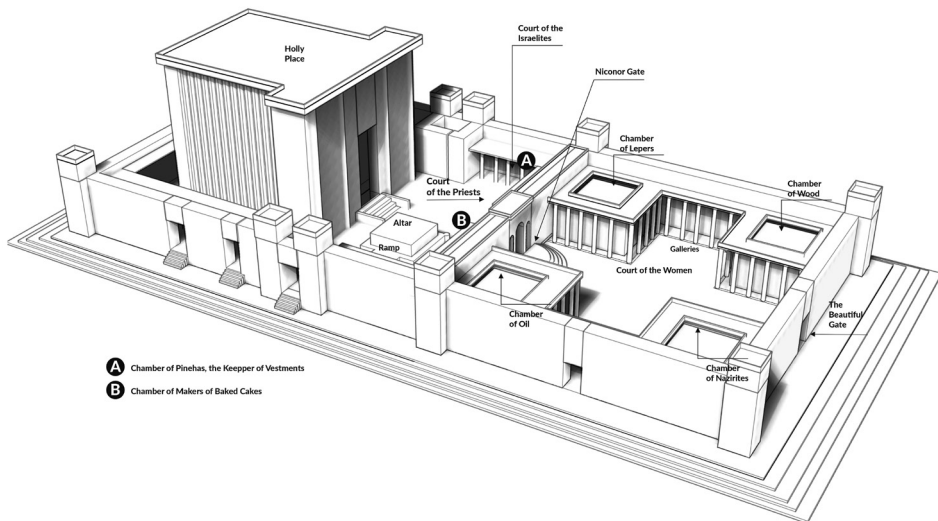 Court of the
Israelites
Holly
Place
Niconor Gate
Chamber
of Lepers
A
Court
of the Priests
Chamber
of Wood
B
Altar
Ramp
Galleries
Court of the Women
Chamber
of Oil
The
Beautiful
Gate
Chamber
of Nazirites
A Chamber of Pinehas, the Keepper of Vestments
B Chamber of Makers of Baked Cakes